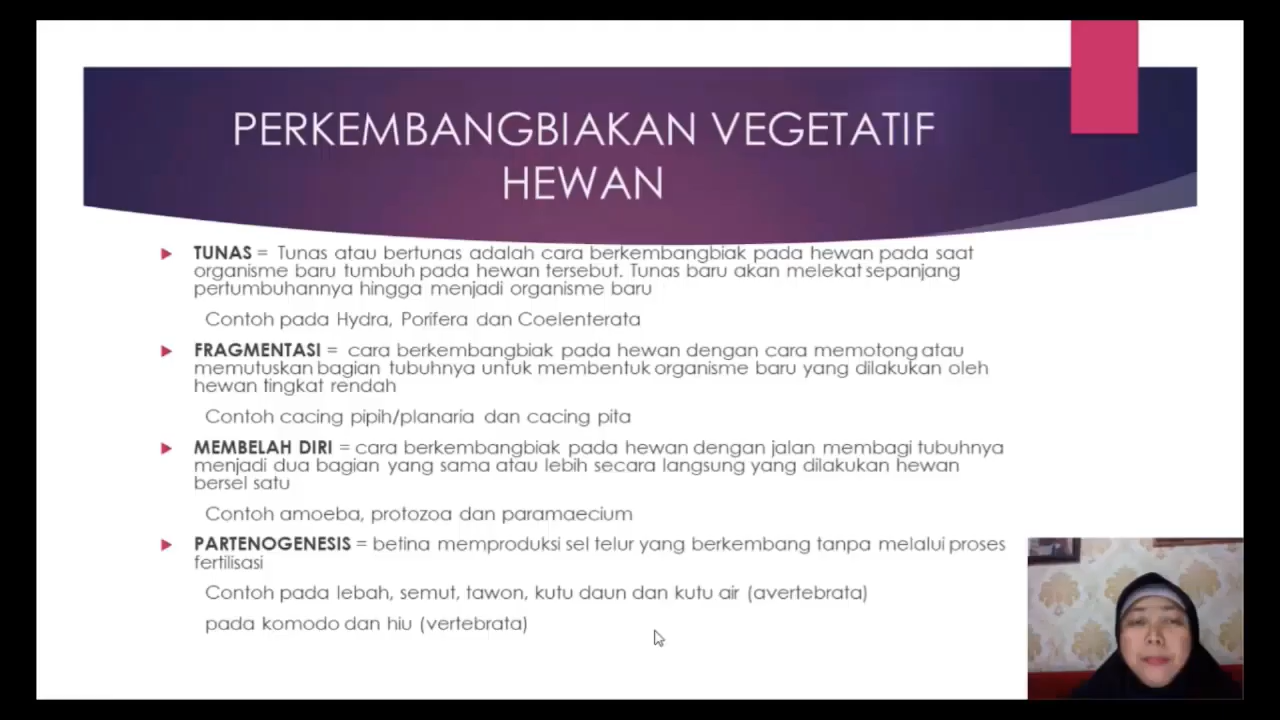 PERKEMBANGBIAKAN VEGETATIF
HEWAN
TUNAS = Tunas atau bertunas adalah cara berkembangbiak pada hewan pada saat
organisme baru tumbuh pada hewan tersebut. Tunas baru akan melekat sepanjang
pertumbuhannya hingga menjadi organisme baru
Contoh pada Hydra, Porifera dan Coelenterata
FRAGMENTASI = cara berkembangbiak pada hewan dengan cara memotong atau
memutuskan bagian tubuhnya untuk membentuk organisme baru yang dilakukan oleh
hewan tingkat rendah
Contoh cacing pipih/planaria dan cacing pita
MEMBELAH DIRI = cara berkembangbiak pada hewan dengan jalan membagi tubuhnya
menjadi dua bagian yang sama atau lebih secara langsung yang dilakukan hewan
bersel satu
Contoh amoeba, protozoa dan paramaecium
PARTENOGENESIS = betina memproduksi sel telur yang berkembang tanpa melalui proses
fertilisasi
Contoh pada lebah, semut, tawon, kutu daun dan kutu air (avertebrata)
pada komodo dan hiu (vertebrata)